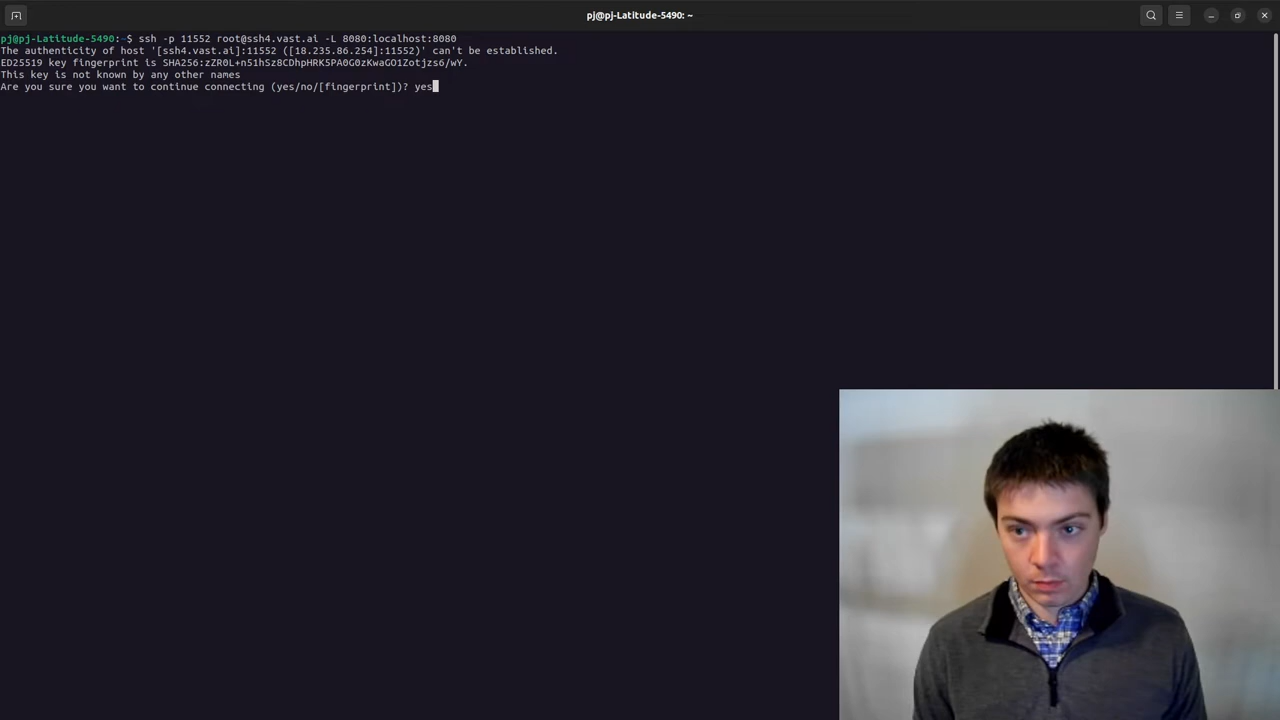 pj@pj-Latitude-5490: ~
pj@pj-Latitude-5490:~$ ssh -p 11552 root@ssh4.vast.ai -L 8080:localhost:8080
The authenticity of host '[ssh4.vast.ai]:11552 ([18.235.86.254]:11552)' can't be established.
ED25519 key fingerprint is SHA256:zZR0L+n51hSz8CDhpHRK5PA0G0zKwaGO1Zotjzs6/wY.
This key is not known by any other names
Are you sure you want to continue connecting (yes/no/[fingerprint])? yes